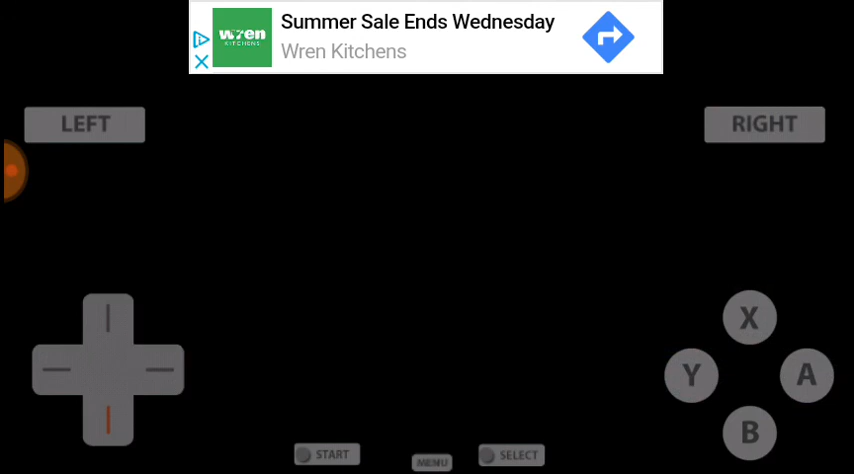 Summer Sale Ends Wednesday
wren
KITCHENS
Wren Kitchens
LEFT
RIGHT
X
Y
A
B
START
MENU
SELECT